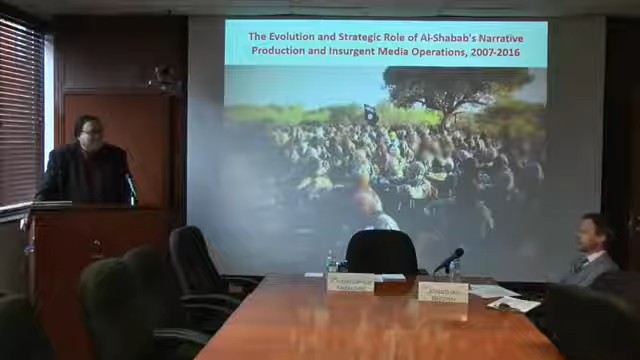 The Evolution and Strategic Role of Al-Shabab's Narrative
Production and Insurgent Media Operations, 2007-2016